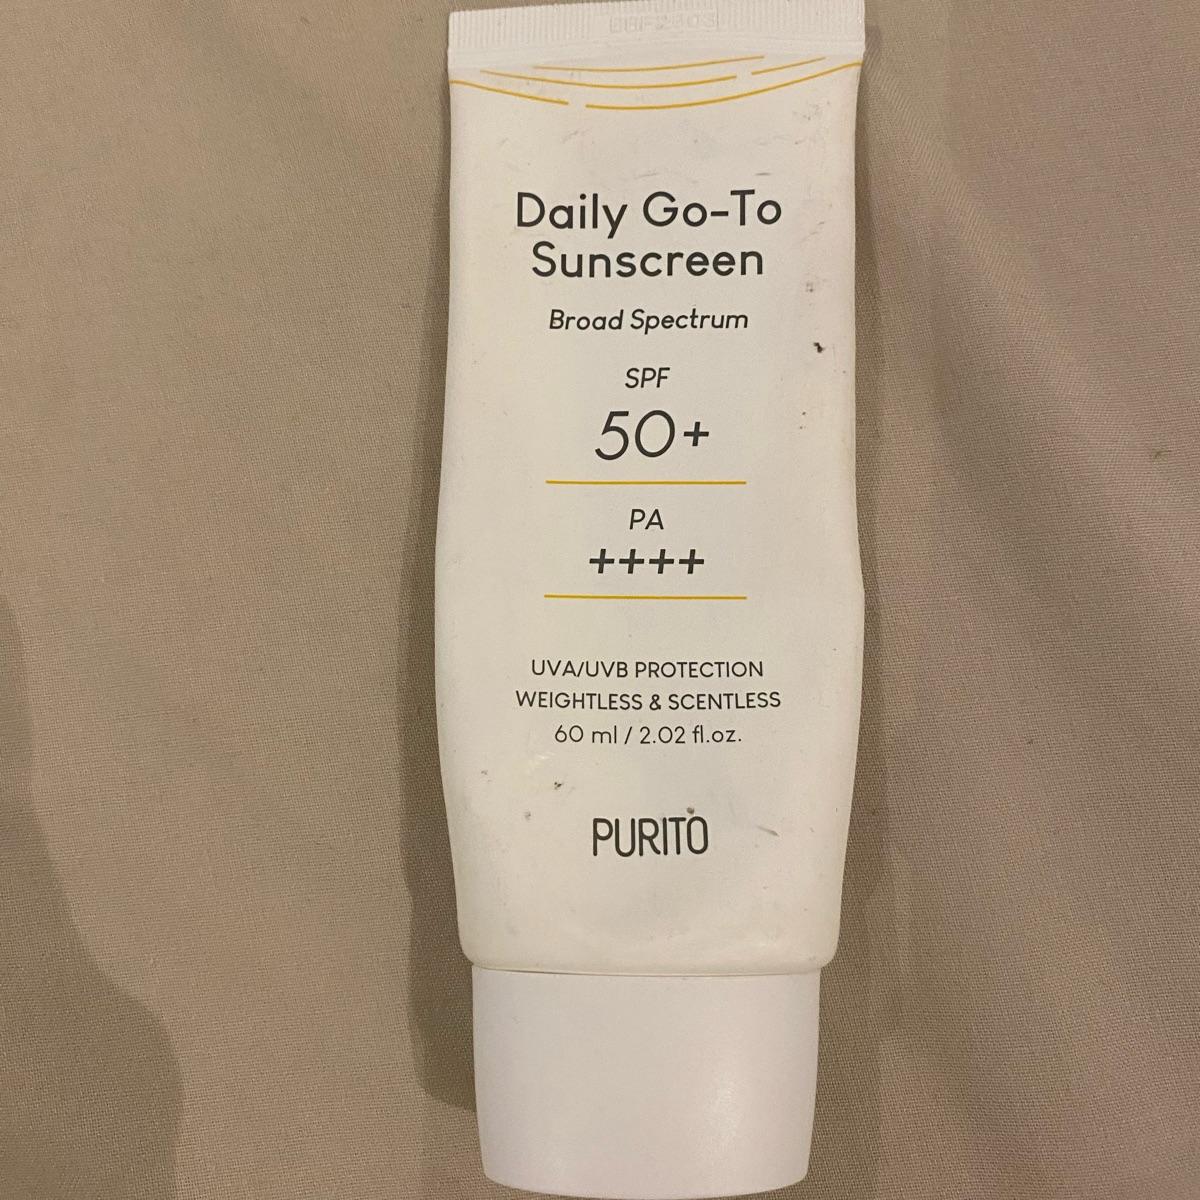 Daily Go-To
Sunscreen
Broad Spectrum
SPF
50+
PA
++++
UVA/UVB PROTECTION
WEIGHTLESS & SCENTLESS
60 ml / 2.02 fl.oz.
PURITO